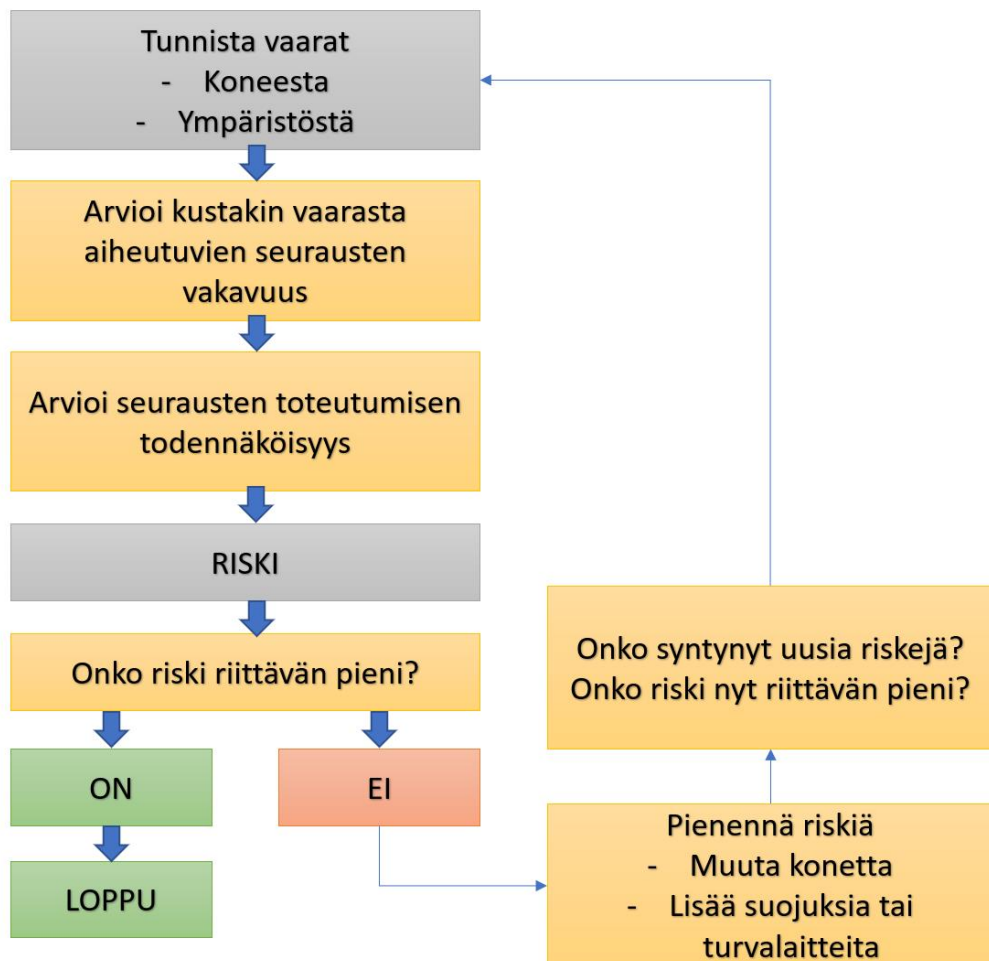 Tunnista vaarat
- Koneesta
- Ympäristöstä
Arvioi kustakin vaarasta
aiheutuvien seurausten
vakavuus
Arvioi seurausten toteutumisen
todennäköisyys
RISKI
Onko riski riittävän pieni?
ON
EI
LOPPU
Onko syntynyt uusia riskejä?
Onko riski nyt riittävän pieni?
Pienennä riskiä
- Muuta konetta
- Lisää suojuksia tai
turvalaitteita